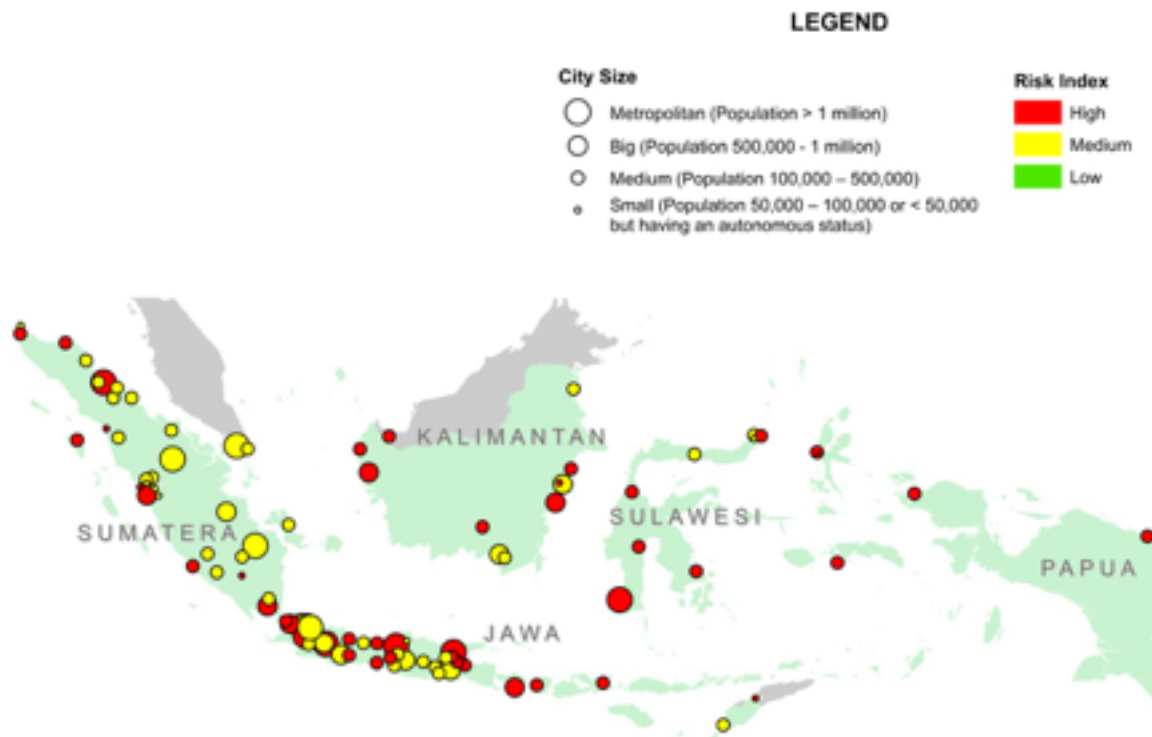 LEGEND
City Size
Metropolitan (Population > 1 million)
Big (Population 500,000 - 1 million)
Medium (Population 100,000 – 500,000)
Small (Population 50,000 – 100,000 or < 50,000
but having an autonomous status)
Risk Index
High
Medium
Low
KALIMANTAN
SUMATERA
SULAWESI
PAPUA
JAWA